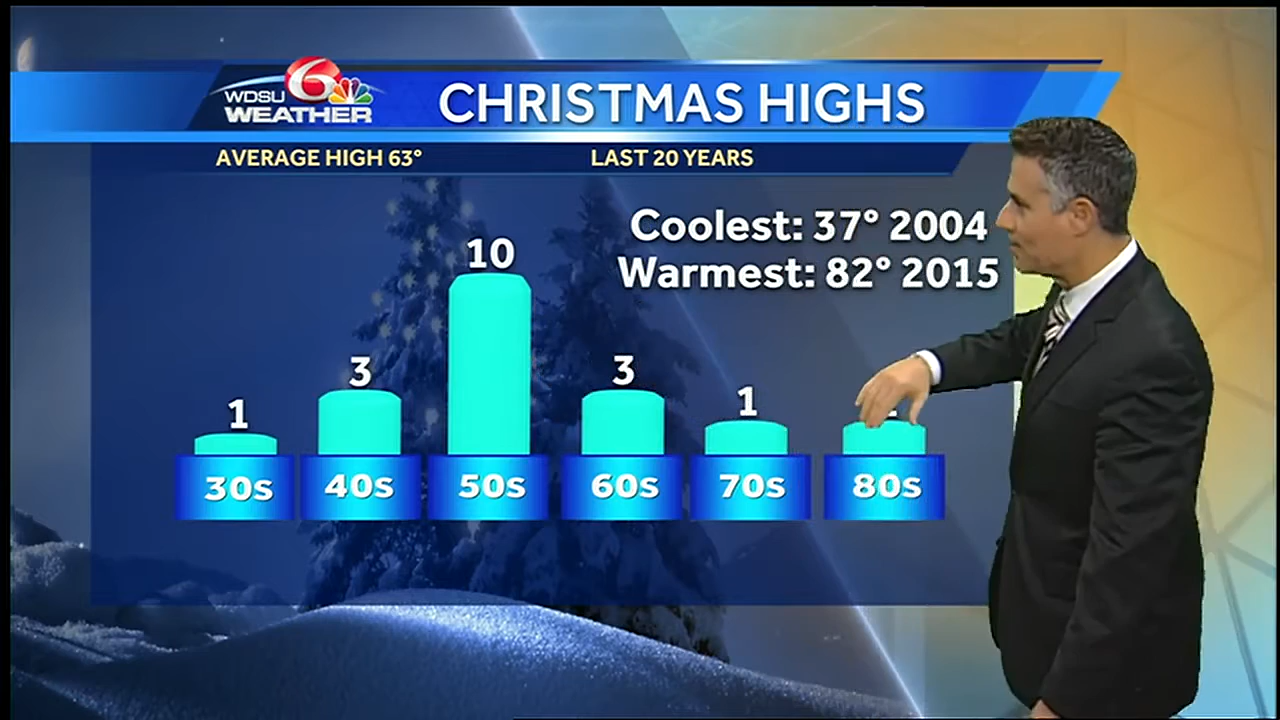 WDSU 6
WEATHER
CHRISTMAS HIGHS
AVERAGE HIGH 63° LAST 20 YEARS
Coolest: 37° 2004
Warmest: 82° 2015
1 3 10 3 1
30s 40s 50s 60s 70s 80s